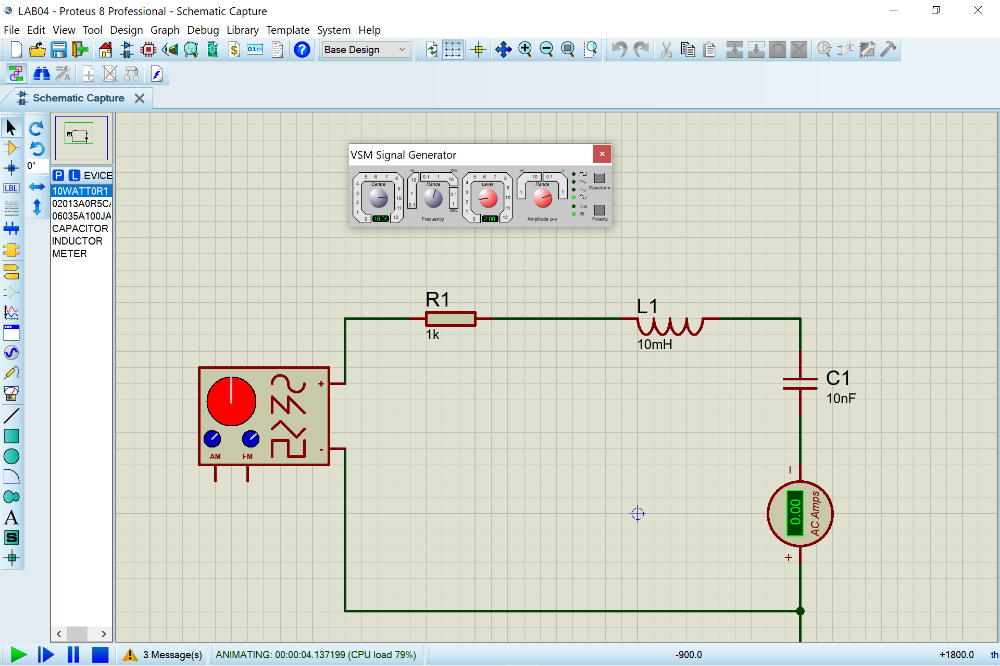 LAB04 - Proteus 8 Professional - Schematic Capture
File Edit View Tool Design Graph Debug Library Template System Help
$ 0101 ? Base Design
Schematic Capture
0°
P L EVICE
LBL
10WATT0R1
02013A0R5C
06035A100JA
CAPACITOR
INDUCTOR
METER
A
S
VSM Signal Generator
Centre
0 1 2 3 4 5 6 7 8 9 10 11 12
10.0K
Hz KHz
0.1 1 10 0.1 1 10 0.1 1
MHz
Range
Frequency
Level
0 1 2 3 4 5 6 7 8 9 10 11 12
2.00
mV V
1 10 0.1 1
Range
Amplitude p-p
Waveform
Uni
Bi
Polarity
R1
1k
L1
10mH
C1
10nF
+
-
AM FM
0.00
AC Amps
+
3 Message(s)
ANIMATING: 00:00:04.137199 (CPU load 79%)
-900.0
+1800.0
th